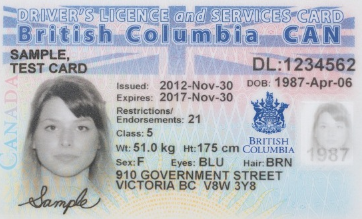 DRIVER'S LICENCE AND SERVICES CARD
British Columbia CAN
SAMPLE,
TEST CARD
DL:1234562
Issued: 2012-Nov-30
DOB: 1987-Apr-06
Expires: 2017-Nov-30
Restrictions/
Endorsements: 21
Class: 5
Wt: 51.0 kg Ht: 175 cm
BRITISH
COLUMBIA
1987
Sex: F Eyes: BLU Hair: BRN
910 GOVERNMENT STREET
VICTORIA BC V8W 3Y8
CANADA
Sample